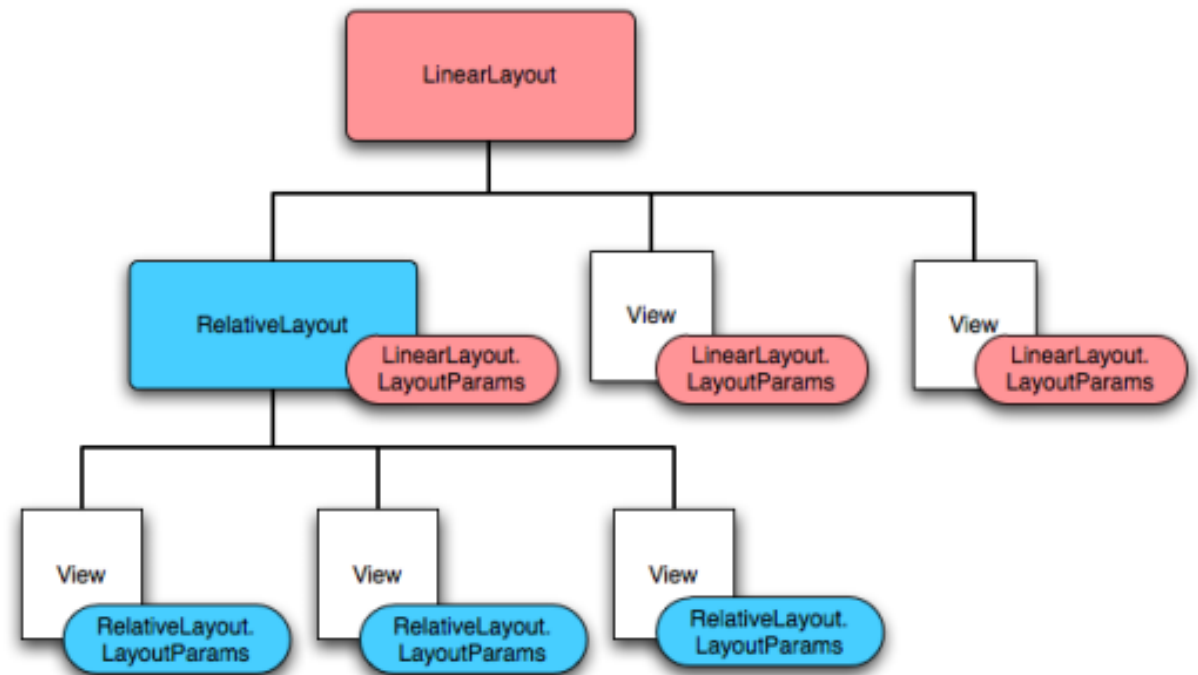 LinearLayout
RelativeLayout
LinearLayout.
LayoutParams
View
LinearLayout.
LayoutParams
View
LinearLayout.
LayoutParams
View
RelativeLayout.
LayoutParams
View
RelativeLayout.
LayoutParams
View
RelativeLayout.
LayoutParams